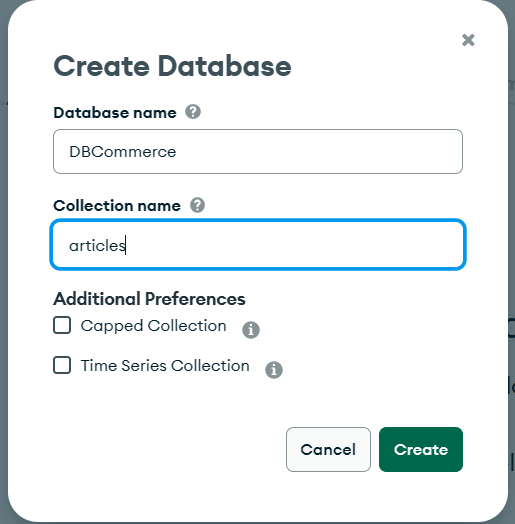 Create Database
Database name
DBCommerce
Collection name
articles
Additional Preferences
Capped Collection
Time Series Collection
Cancel
Create